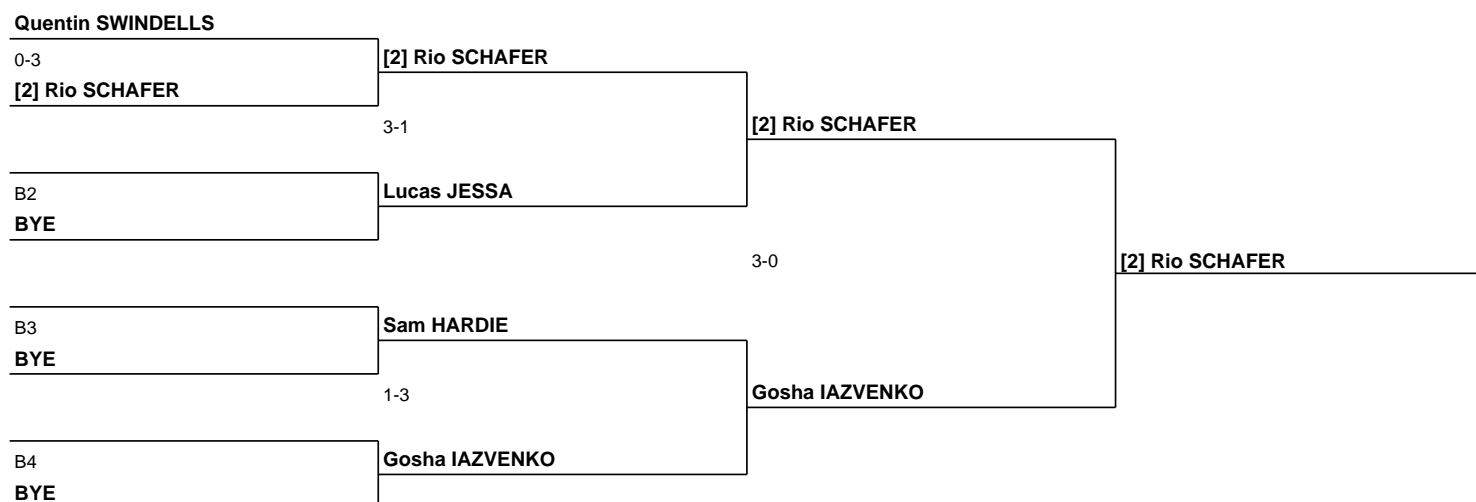 Quentin SWINDELLS
0-3
[2] Rio SCHAFER
[2] Rio SCHAFER
3-1
[2] Rio SCHAFER
B2
Lucas JESSA
BYE
3-0
[2] Rio SCHAFER
B3
Sam HARDIE
BYE
1-3
Gosha IAZVENKO
B4
Gosha IAZVENKO
BYE